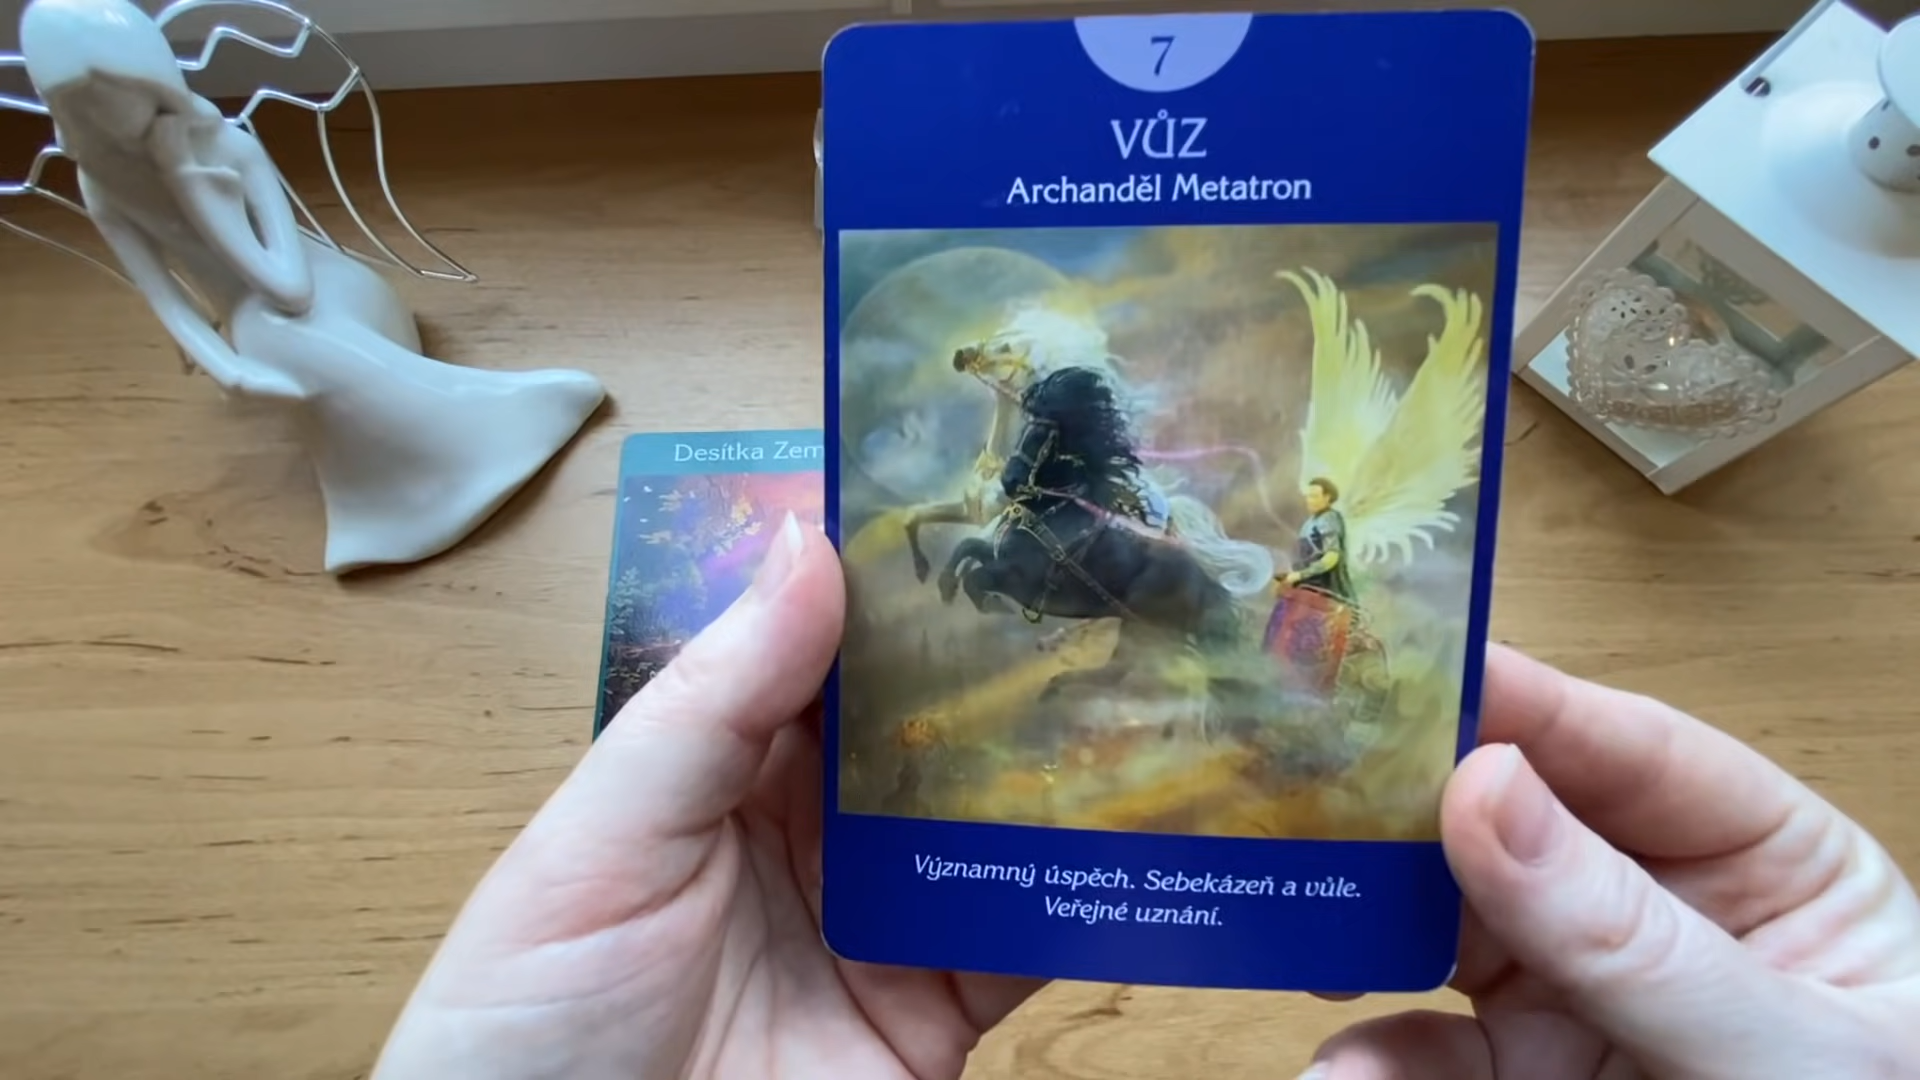 7
VŮZ
Archanděl Metatron
Desítka Zem
Významný úspěch. Sebekázeň a vůle.
Veřejné uznání.